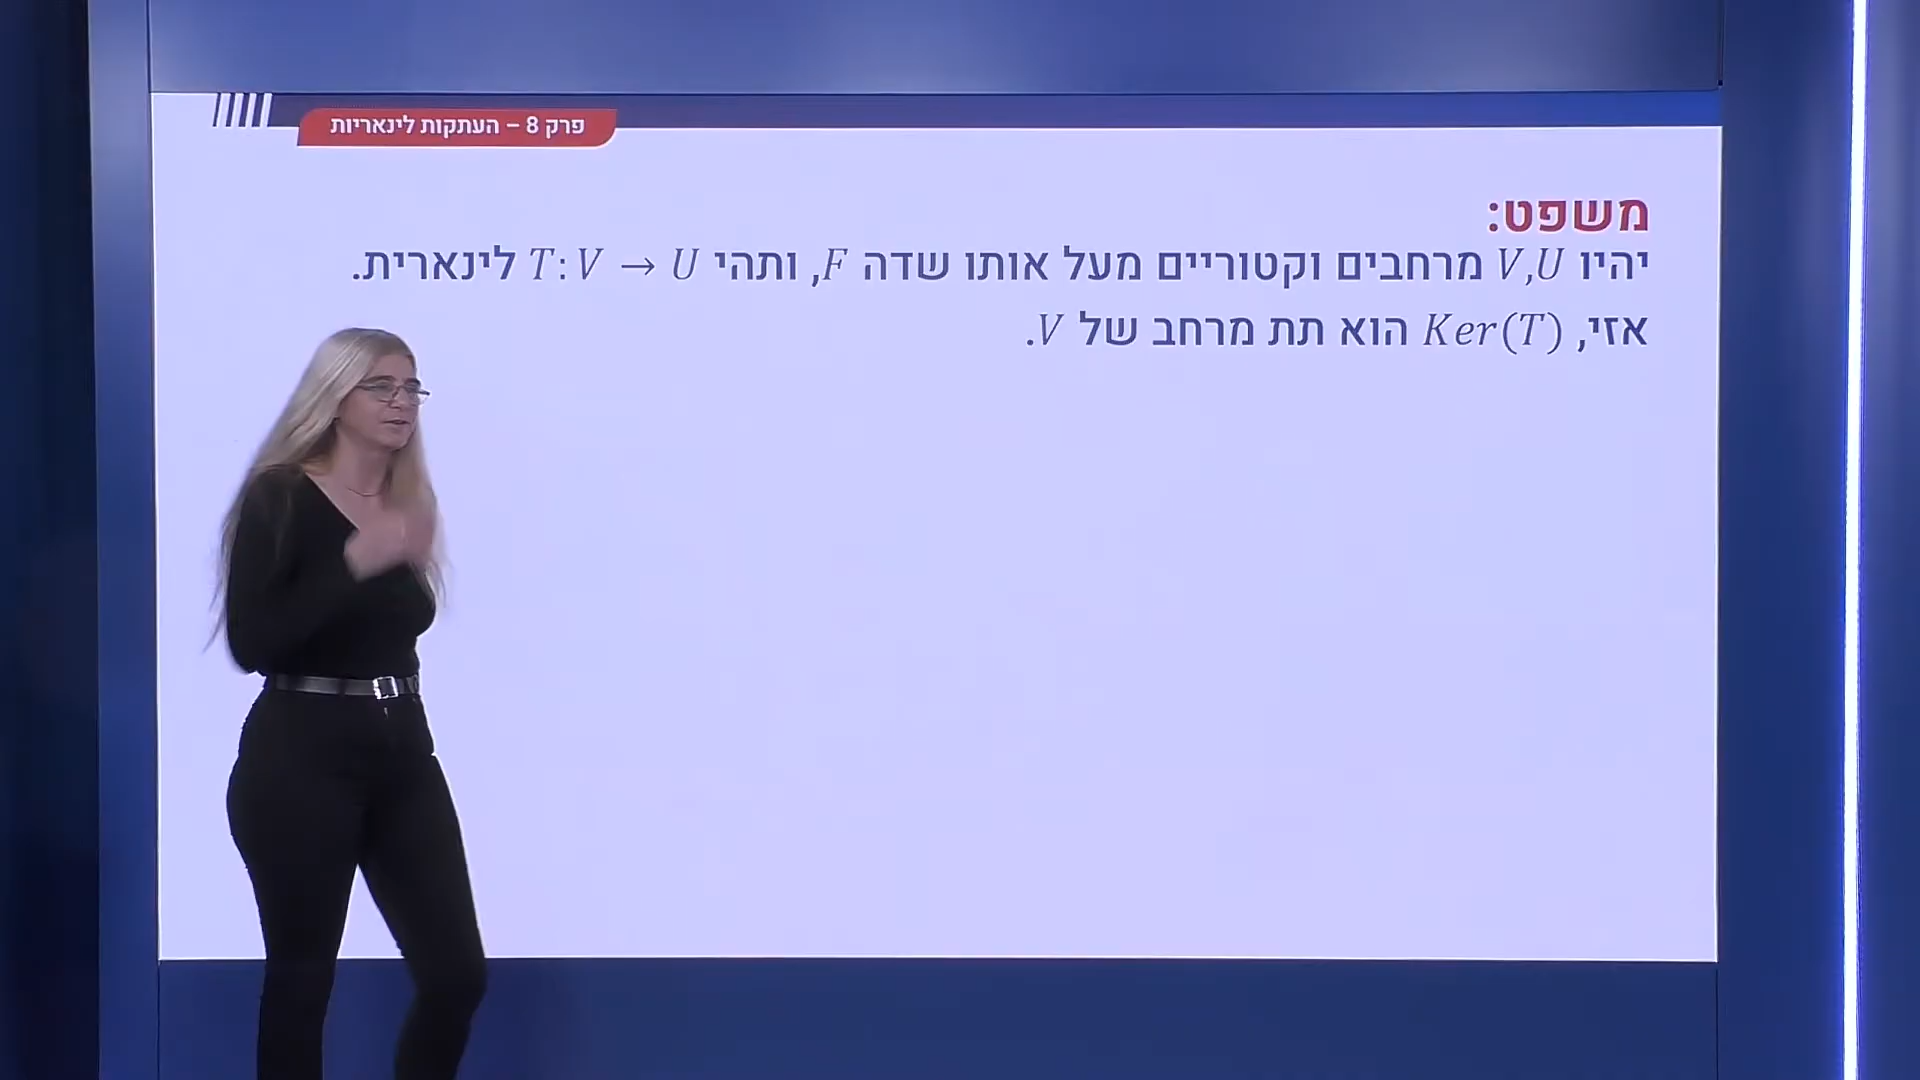 פרק 8 – העתקות לינאריות
משפט:
יהיו V,U מרחבים וקטוריים מעל אותו שדה F, ותהי T: V → U לינארית.
אזי, Ker(T) הוא תת מרחב של V.